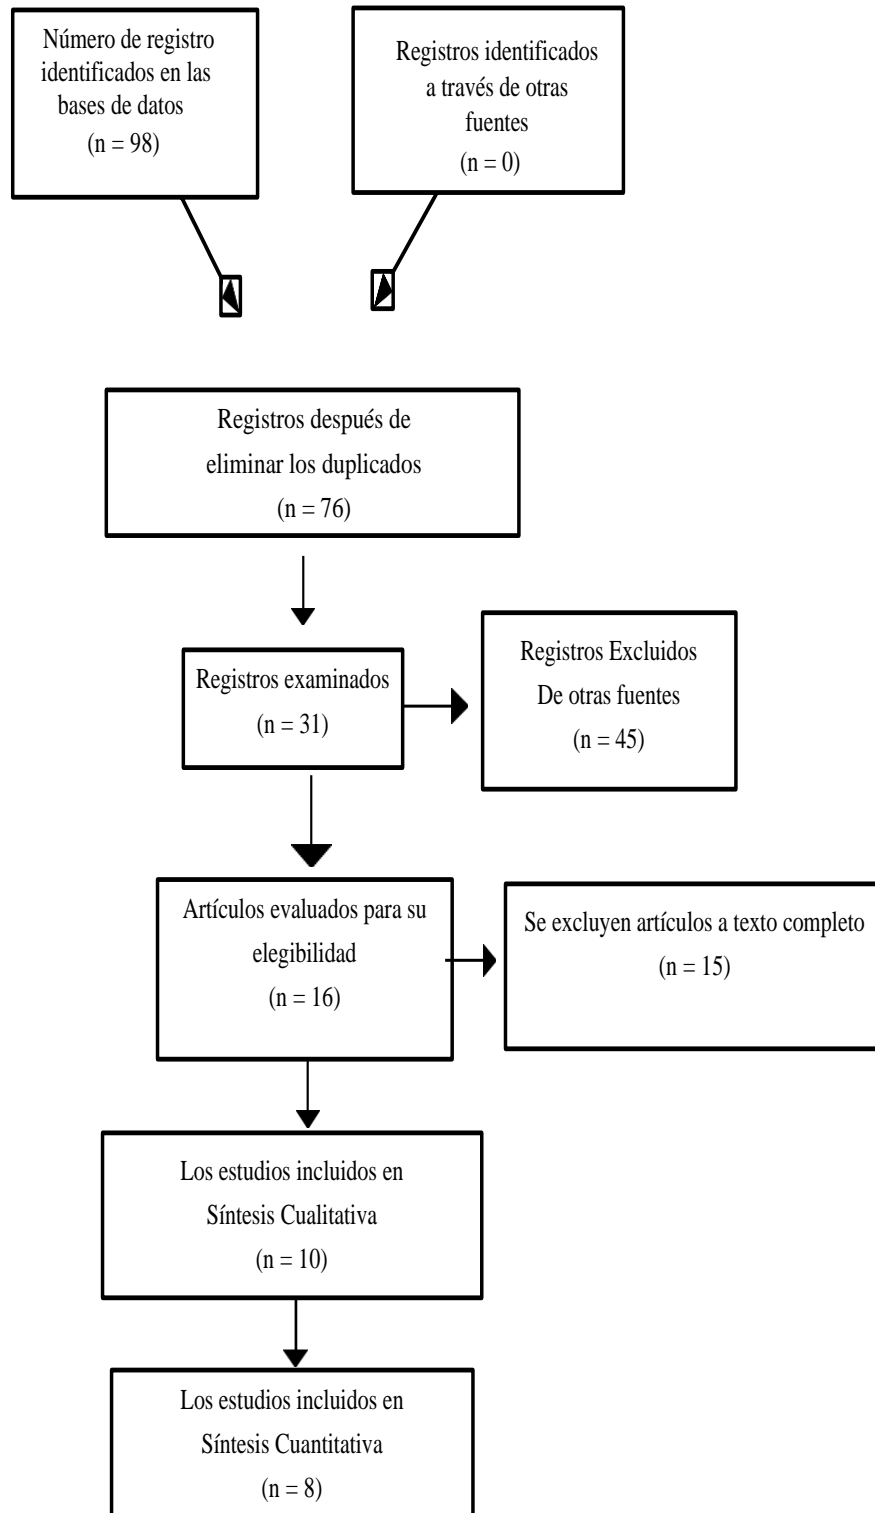 Número de registro
identificados en las
bases de datos
(n = 98)
Registros identificados
a través de otras
fuentes
(n = 0)
Registros después de
eliminar los duplicados
(n = 76)
Registros examinados
(n = 31)
Registros Excluidos
De otras fuentes
(n = 45)
Artículos evaluados para su
elegibilidad
(n = 16)
Se excluyen artículos a texto completo
(n = 15)
Los estudios incluidos en
Síntesis Cualitativa
(n = 10)
Los estudios incluidos en
Síntesis Cuantitativa
(n = 8)